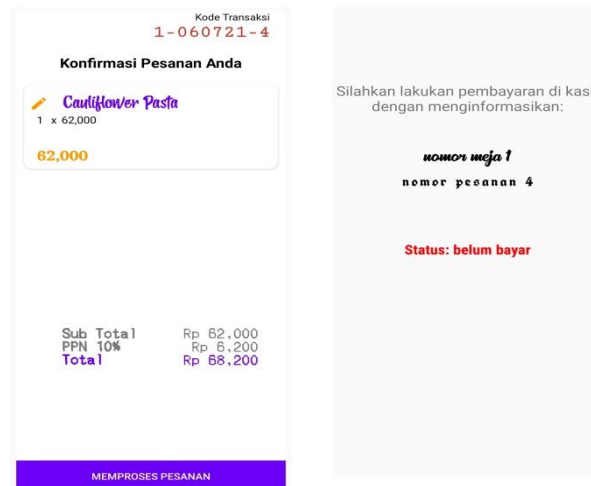 Kode Transaksi
1-060721-4
Konfirmasi Pesanan Anda
Cauliflower Pasta
1 x 62,000
62,000
Sub Total Rp 62,000
PPN 10% Rp 6,200
Total Rp 68,200
MEMPROSES PESANAN
Silahkan lakukan pembayaran di kas
dengan menginformasikan:
nomor meja 1
nomor pesanan 4
Status: belum bayar